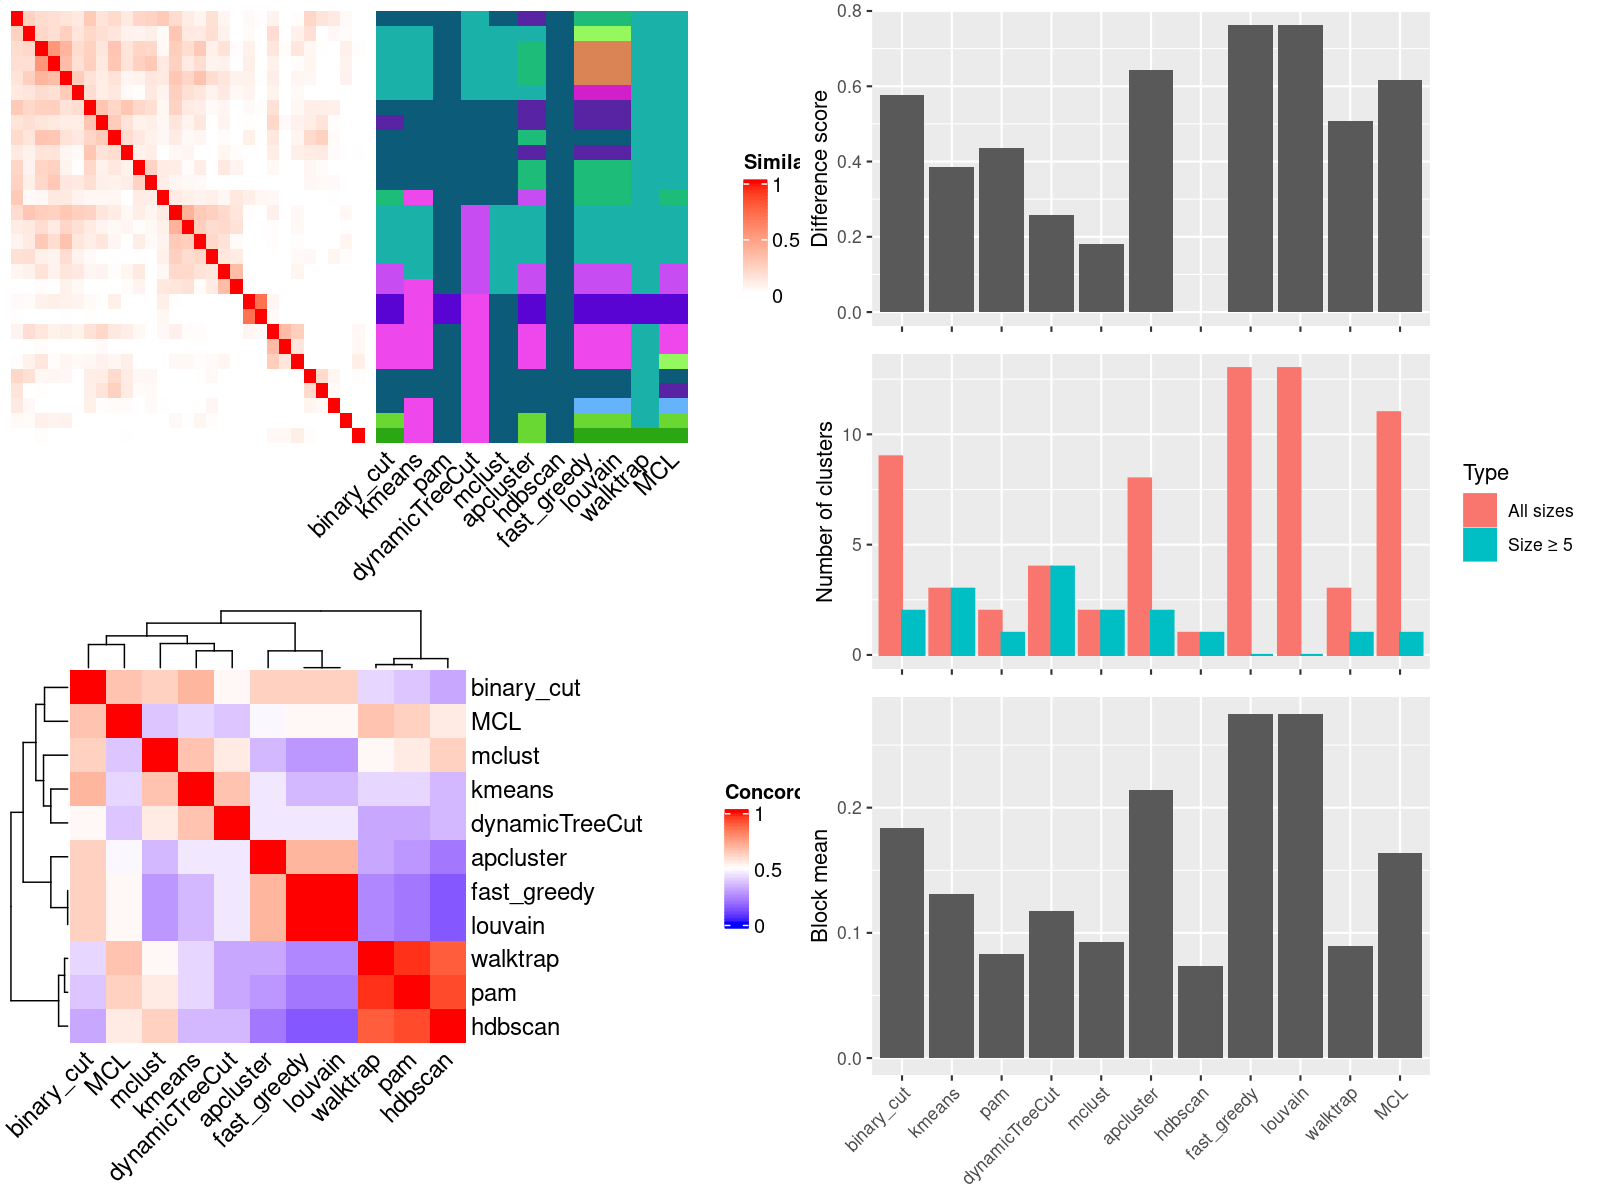 Simila
1
0.5
0
binary_cut
kmeans
pam
dynamicTreeCut
mclust
apcluster
hdbscan
fast_greedy
louvain
walktrap
MCL
Difference score
0.8
0.6
0.4
0.2
0.0
Number of clusters
10
5
0
Type
All sizes
Size ≥ 5
binary_cut
MCL
mclust
kmeans
dynamicTreeCut
apcluster
fast_greedy
louvain
walktrap
pam
hdbscan
Concord
1
0.5
0
binary_cut
MCL
mclust
kmeans
dynamicTreeCut
apcluster
fast_greedy
louvain
walktrap
pam
hdbscan
Block mean
0.2
0.1
0.0
binary_cut
kmeans
pam
dynamicTreeCut
mclust
apcluster
hdbscan
fast_greedy
louvain
walktrap
MCL